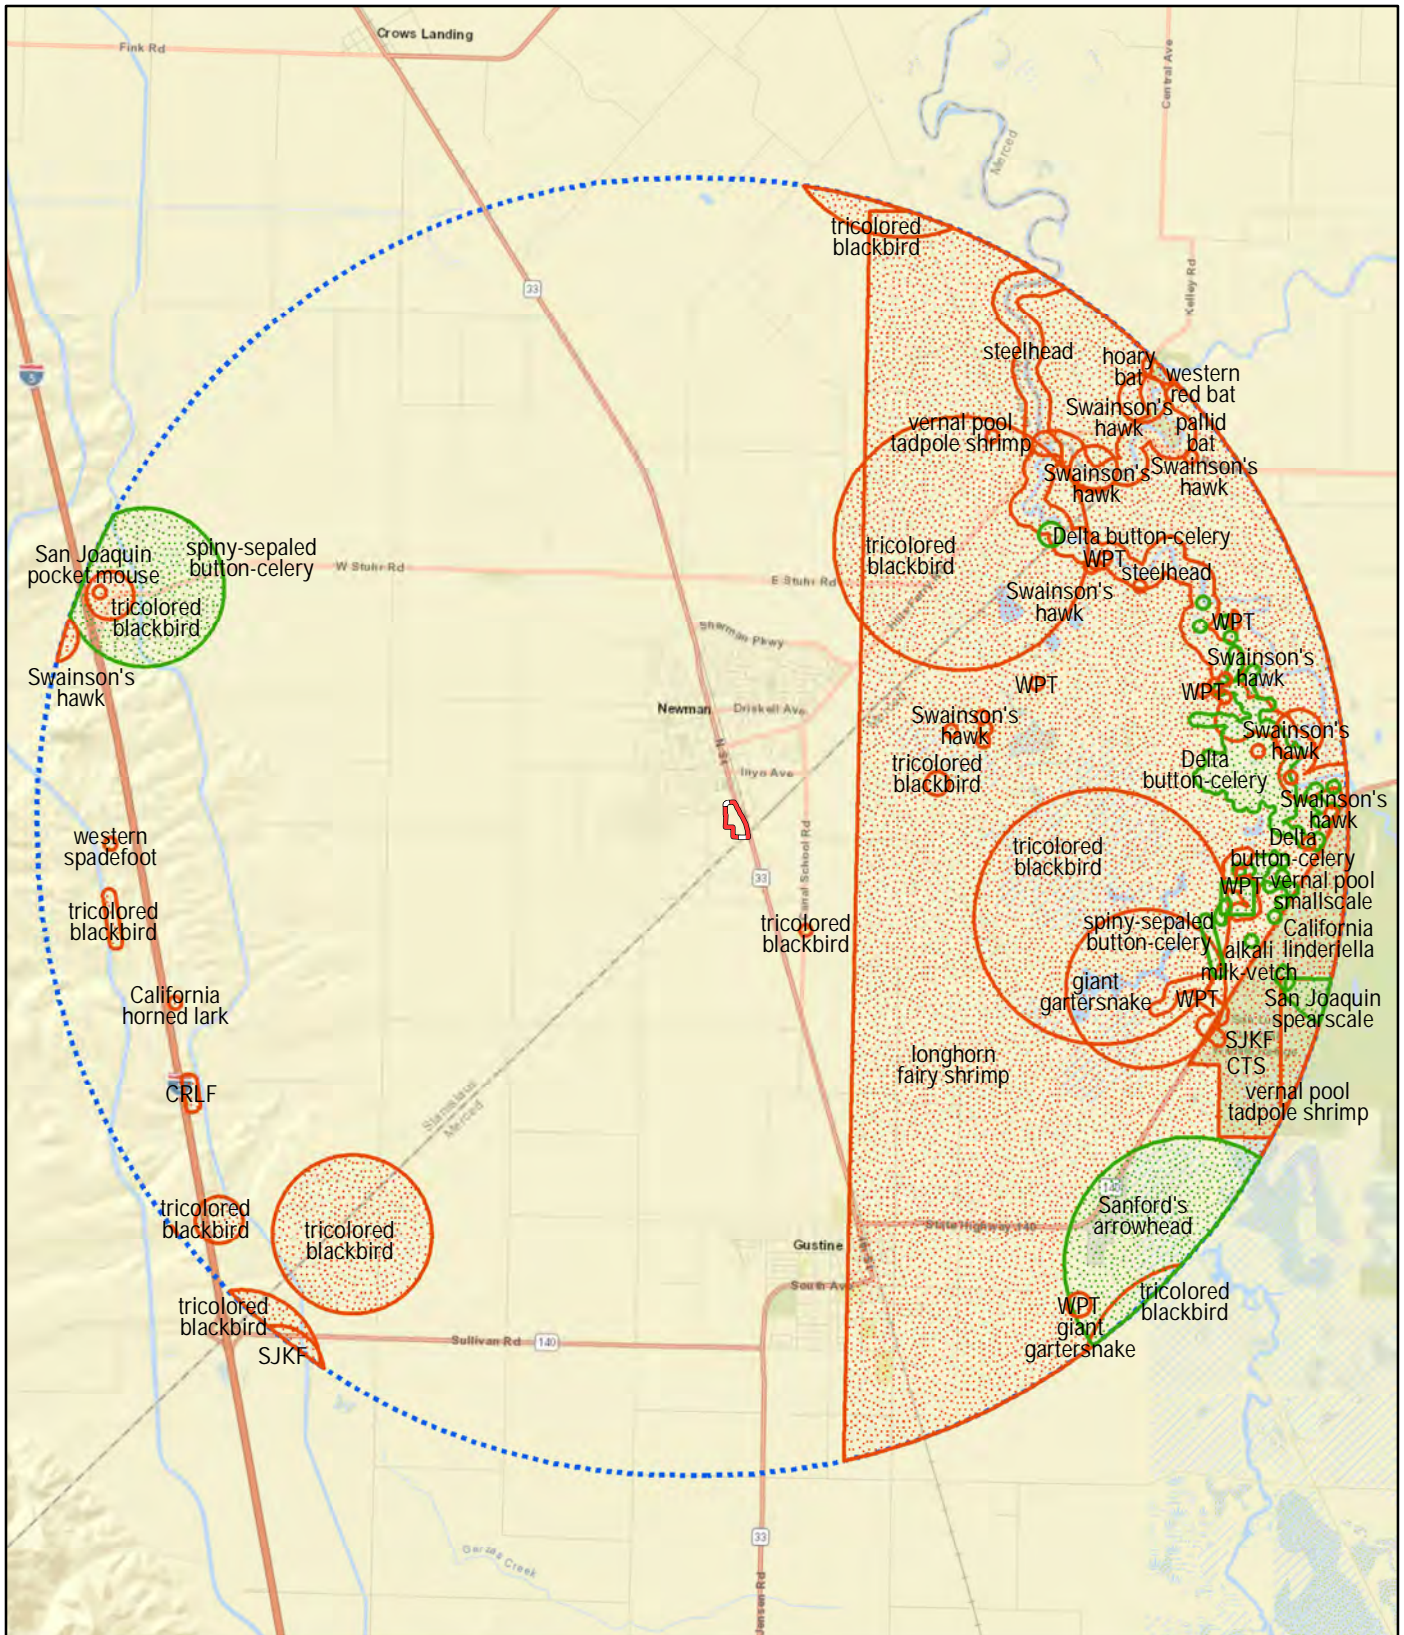 Crows Landing
Fink Rd
Central Ave
Merced
tricolored
blackbird
Kelley Rd
33
steelhead
hoary
bat
western
red bat
5
Swainson's
hawk
pallid
bat
vernal pool
tadpole shrimp
Swainson's
hawk
Swainson's
hawk
San Joaquin
pocket mouse
spiny-sepaled
button-celery
W Stuhr Rd
E Stuhr Rd
tricolored
blackbird
Delta button-celery
WPT
steelhead
tricolored
blackbird
Swainson's
hawk
WPT
Sherman Pkwy
Swainson's
hawk
Swainson's
hawk
WPT
WPT
Newman
Driskell Ave
N St
Swainson's
hawk
Swainson's
hawk
Inyo Ave
tricolored
blackbird
Delta
button-celery
Swainson's
hawk
western
spadefoot
Canal School Rd
tricolored
blackbird
Delta
button-celery
33
WPT
vernal pool
smallscale
tricolored
blackbird
tricolored
blackbird
spiny-sepaled
button-celery
California
linderiella
alkali
milk-vetch
California
horned lark
giant
gartersnake
WPT
San Joaquin
spearscale
SJKF
CTS
longhorn
fairy shrimp
CRLF
vernal pool
tadpole shrimp
Stanislaus
Merced
tricolored
blackbird
tricolored
blackbird
140
Sanford's
arrowhead
State Highway 140
Gustine
South Ave
tricolored
blackbird
tricolored
blackbird
WPT
giant
gartersnake
Sullivan Rd
140
SJKF
33
Garzas Creek
Jensen Rd